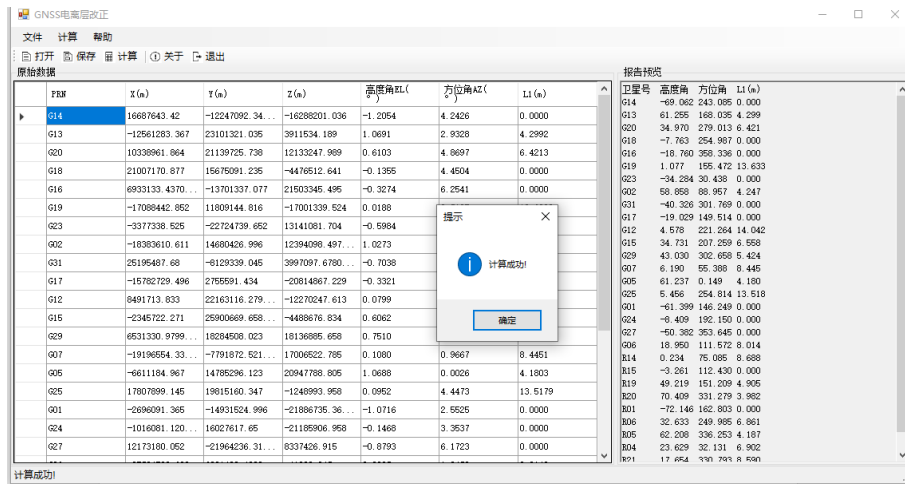 GNSS电离层改正
文件 计算 帮助
打开 保存 计算 关于 退出
原始数据
PRN X(m) Y(m) Z(m) 高度角EL(°) 方位角AZ(°) L1(m)
G14 16687643.42 -12247092.34... -16288201.036 -1.2054 4.2426 0.0000
G13 -12561283.367 23101321.035 3911534.189 1.0691 2.9328 4.2992
G20 10338961.864 21139725.738 12133247.989 0.6103 4.8697 6.4213
G18 21007170.877 15675091.235 -4476512.641 -0.1355 4.4504 0.0000
G16 6933133.4370... -13701337.077 21503345.495 -0.3274 6.2541 0.0000
G19 -17088442.852 11809144.816 -17001339.524 0.0188
G23 -3377338.525 -22724739.652 13141081.704 -0.5984
G02 -18383610.611 14680426.996 12394098.497... 1.0273
G31 25195487.68 -8129339.045 3997097.6780... -0.7038
G17 -15782729.496 2755591.434 -20814867.229 -0.3321
G12 8491713.833 22163116.279... -12270247.613 0.0799
G15 -2345722.271 25900669.658... -4488676.834 0.6062
G29 6531330.9799... 18284508.023 18136885.658 0.7510
G07 -19196554.33... -7791872.521... 17006522.785 0.1080 0.9667 8.4451
G05 -6611184.967 14785296.123 20947788.805 1.0688 0.0026 4.1803
G25 17807899.145 19815160.347 -1248993.958 0.0952 4.4473 13.5179
G01 -2696091.365 -14931524.996 -21886735.36... -1.0716 2.5525 0.0000
G24 -1016081.120... 16027617.65 -21185906.958 -0.1468 3.3537 0.0000
G27 12173180.052 -21964236.31... 8337426.915 -0.8793 6.1723 0.0000
提示
计算成功!
确定
报告预览
卫星号 高度角 方位角 L1(m)
G14 -69.062 243.085 0.000
G13 61.255 168.035 4.299
G20 34.970 279.013 6.421
G18 -7.763 254.987 0.000
G16 -18.760 358.336 0.000
G19 1.077 155.472 13.633
G23 -34.284 30.438 0.000
G02 58.858 88.957 4.247
G31 -40.326 301.769 0.000
G17 -19.029 149.514 0.000
G12 4.578 221.264 14.042
G15 34.731 207.259 6.558
G29 43.030 302.658 5.424
G07 6.190 55.388 8.445
G05 61.237 0.149 4.180
G25 5.456 254.814 13.518
G01 -61.399 146.249 0.000
G24 -8.409 192.150 0.000
G27 -50.382 353.645 0.000
G06 18.950 111.572 8.014
R14 0.234 75.085 8.688
R15 -3.261 112.430 0.000
R19 49.219 151.209 4.905
R20 70.409 331.279 3.982
R01 -72.146 162.803 0.000
R06 32.633 249.985 6.861
R05 62.208 336.253 4.187
R04 23.629 32.131 6.902
R21 17.654 330.793 8.590
计算成功!